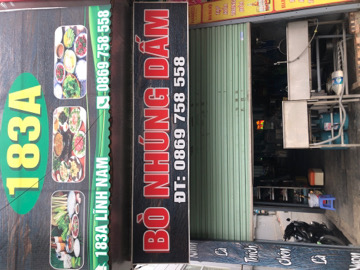 183A
183A LĨNH NAM
0869 758 558
BÒ NHÚNG DẤM
ĐT: 0869 758 558